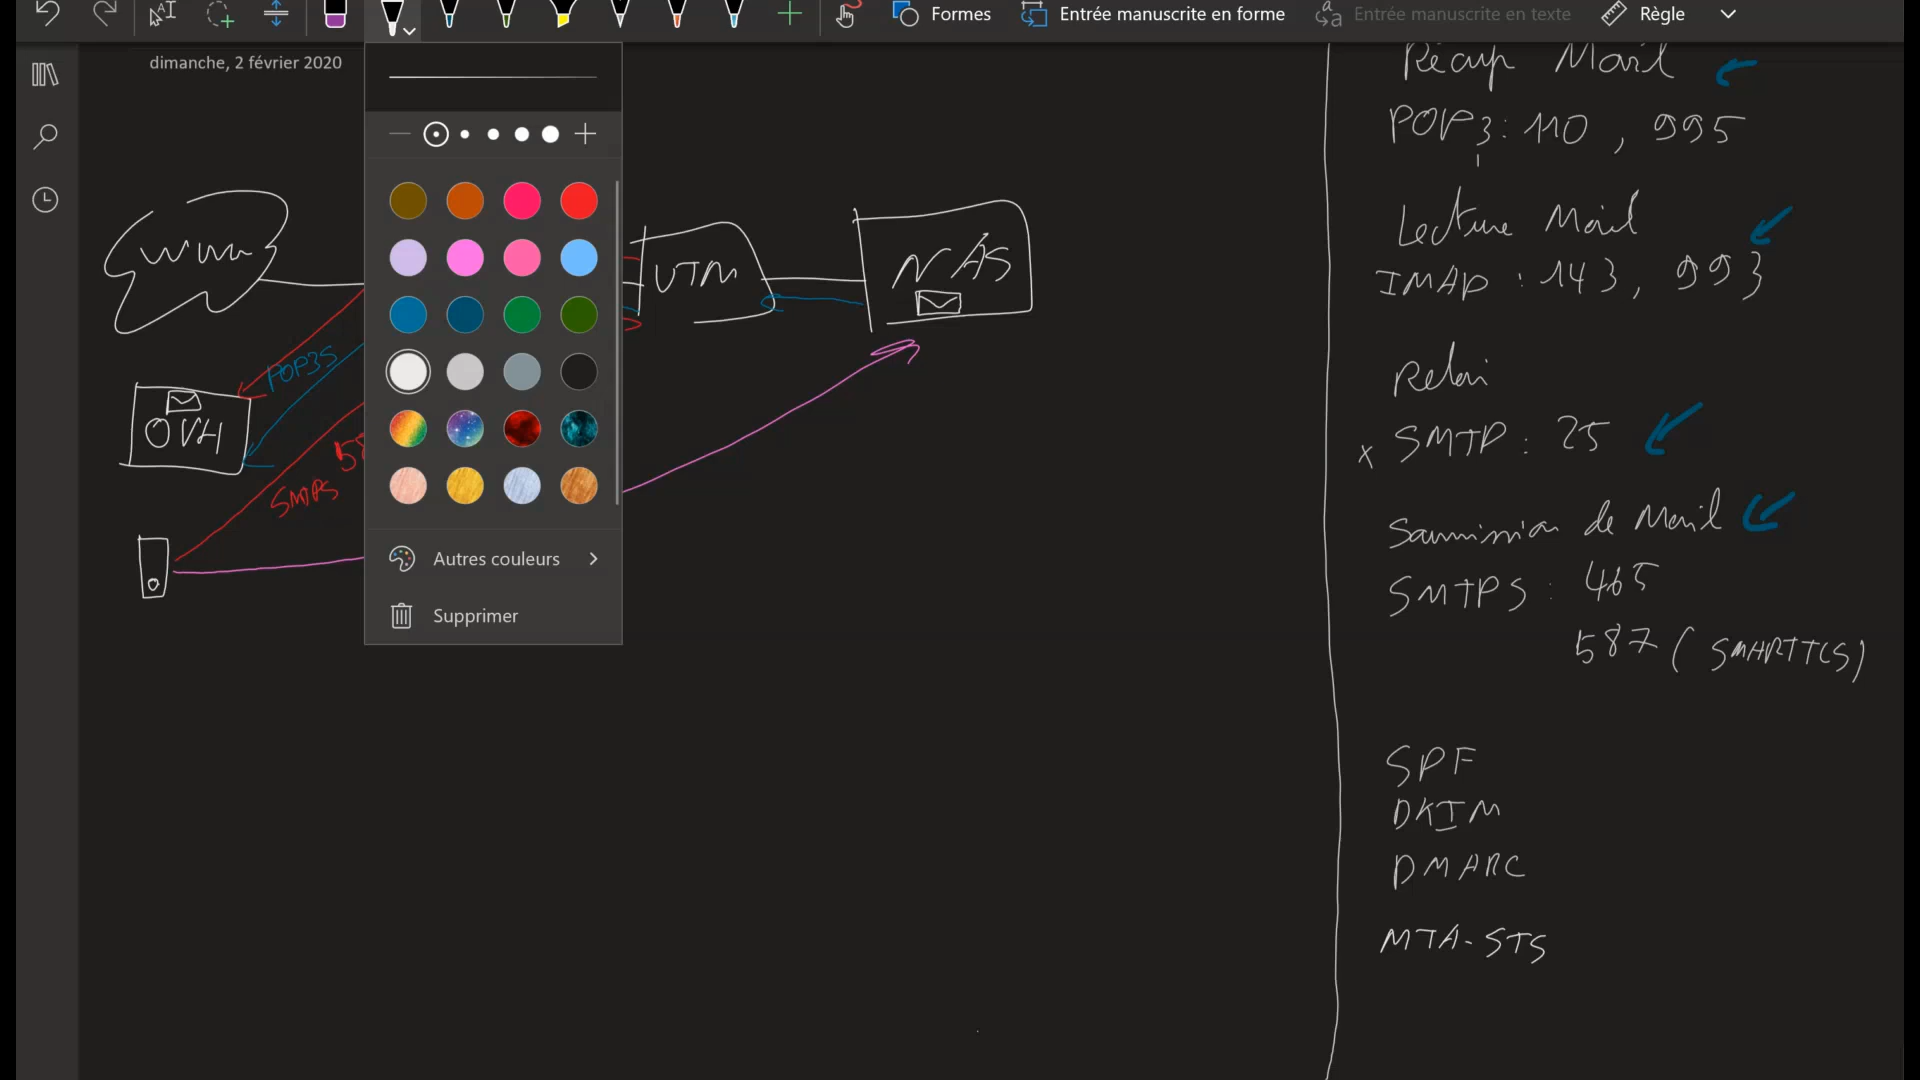 Formes
Entrée manuscrite en forme
Entrée manuscrite en texte
Règle
dimanche, 2 février 2020
www
UTM
NAS
POP3S
OVH
SMTPS
Autres couleurs
Supprimer
Récup Mail
POP3: 110, 995
Lecture Mail
IMAP : 143, 993
Relai
x SMTP : 25
Soumission de Mail
SMTPS : 465
587 (SMARTTLS)
SPF
DKIM
DMARC
MTA-STS